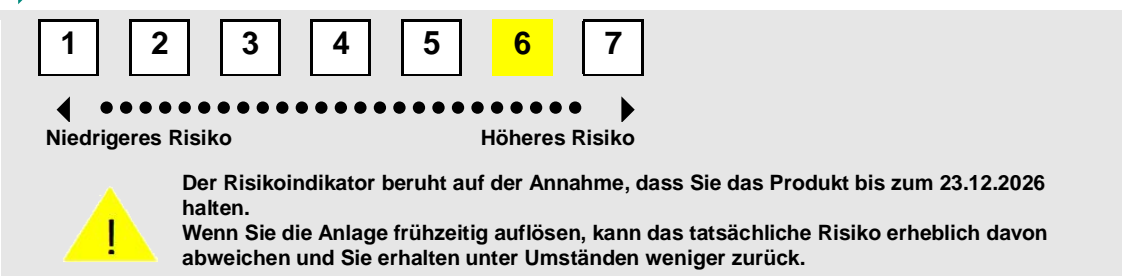 1 2 3 4 5 6 7
Niedrigeres Risiko Höheres Risiko
Der Risikoindikator beruht auf der Annahme, dass Sie das Produkt bis zum 23.12.2026
halten.
Wenn Sie die Anlage frühzeitig auflösen, kann das tatsächliche Risiko erheblich davon
abweichen und Sie erhalten unter Umständen weniger zurück.
!